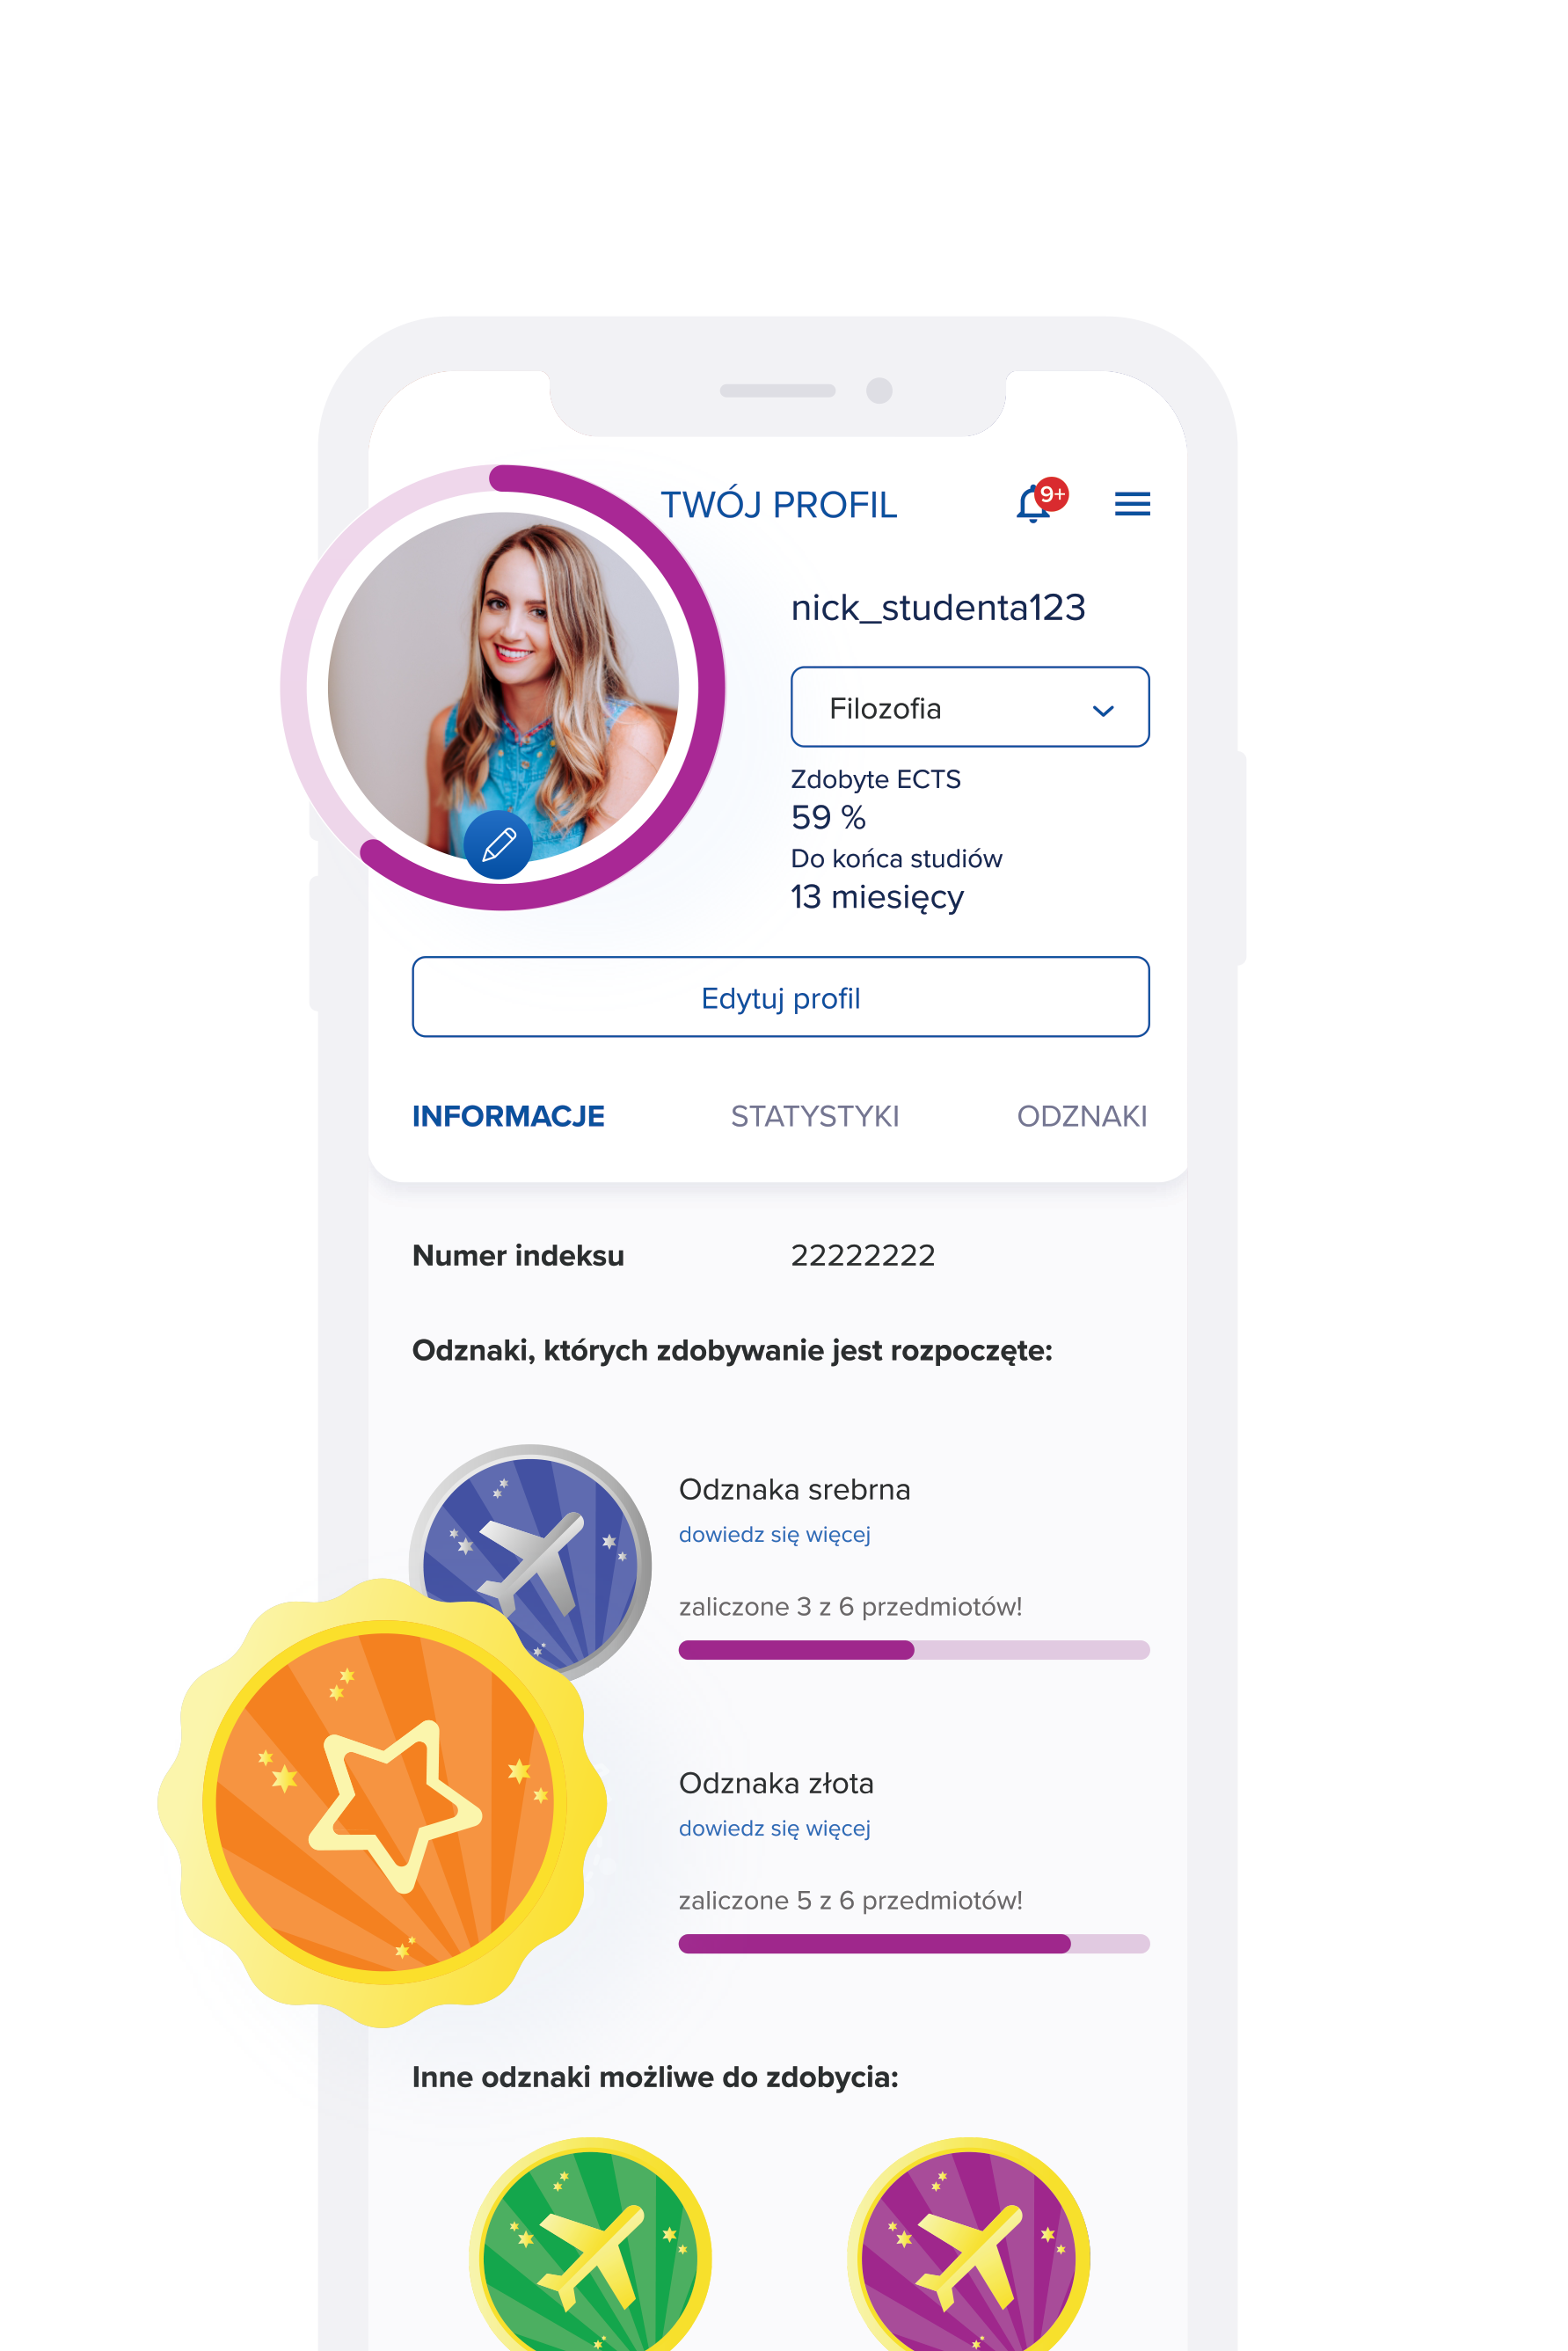 TWÓJ PROFIL
9+
nick_studenta123
Filozofia
Zdobyte ECTS
59 %
Do końca studiów
13 miesięcy
Edytuj profil
INFORMACJE STATYSTYKI ODZNAKI
Numer indeksu 22222222
Odznaki, których zdobywanie jest rozpoczęte:
Odznaka srebrna
dowiedz się więcej
zaliczone 3 z 6 przedmiotów!
Odznaka złota
dowiedz się więcej
zaliczone 5 z 6 przedmiotów!
Inne odznaki możliwe do zdobycia: